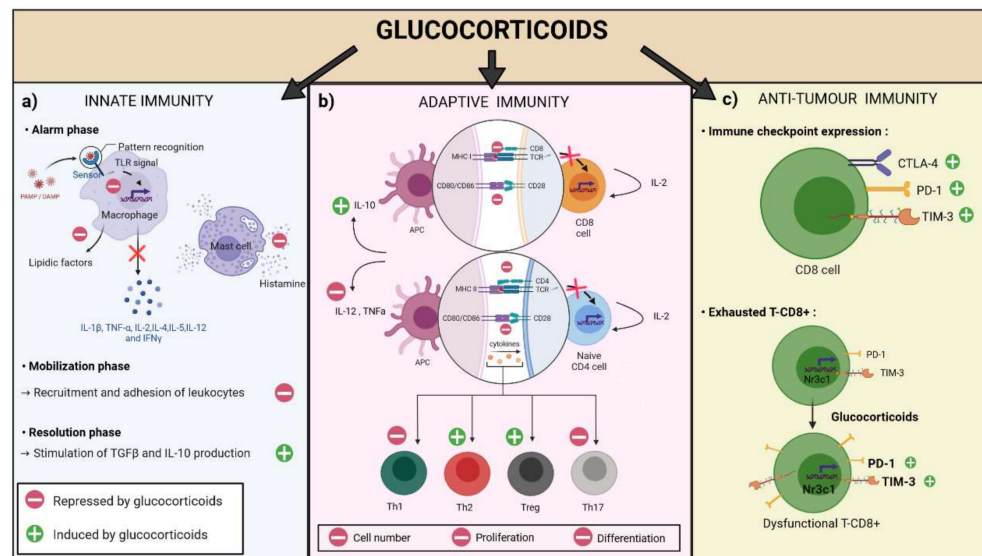 GLUCOCORTICOIDS
a) INNATE IMMUNITY
• Alarm phase
Pattern recognition
TLR signal
Sensor
PAMP / DAMP
Macrophage
Lipidic factors
Mast cell
Histamine
IL-1β, TNF-α, IL-2,IL-4,IL-5,IL-12
and IFNγ
• Mobilization phase
→ Recruitment and adhesion of leukocytes
• Resolution phase
→ Stimulation of TGFβ and IL-10 production
Repressed by glucocorticoids
Induced by glucocorticoids
b) ADAPTIVE IMMUNITY
CD8
MHC I
TCR
CD80/CD86
CD28
IL-2
IL-10
APC
CD8
cell
IL-12 , TNFa
CD4
MHC II
TCR
CD80/CD86
CD28
IL-2
cytokines
APC
Naive
CD4 cell
Th1
Th2
Treg
Th17
Cell number
Proliferation
Differentiation
c) ANTI-TUMOUR IMMUNITY
• Immune checkpoint expression :
CTLA-4
PD-1
TIM-3
CD8 cell
• Exhausted T-CD8+ :
PD-1
TIM-3
Nr3c1
Glucocorticoids
PD-1
TIM-3
Nr3c1
Dysfunctional T-CD8+